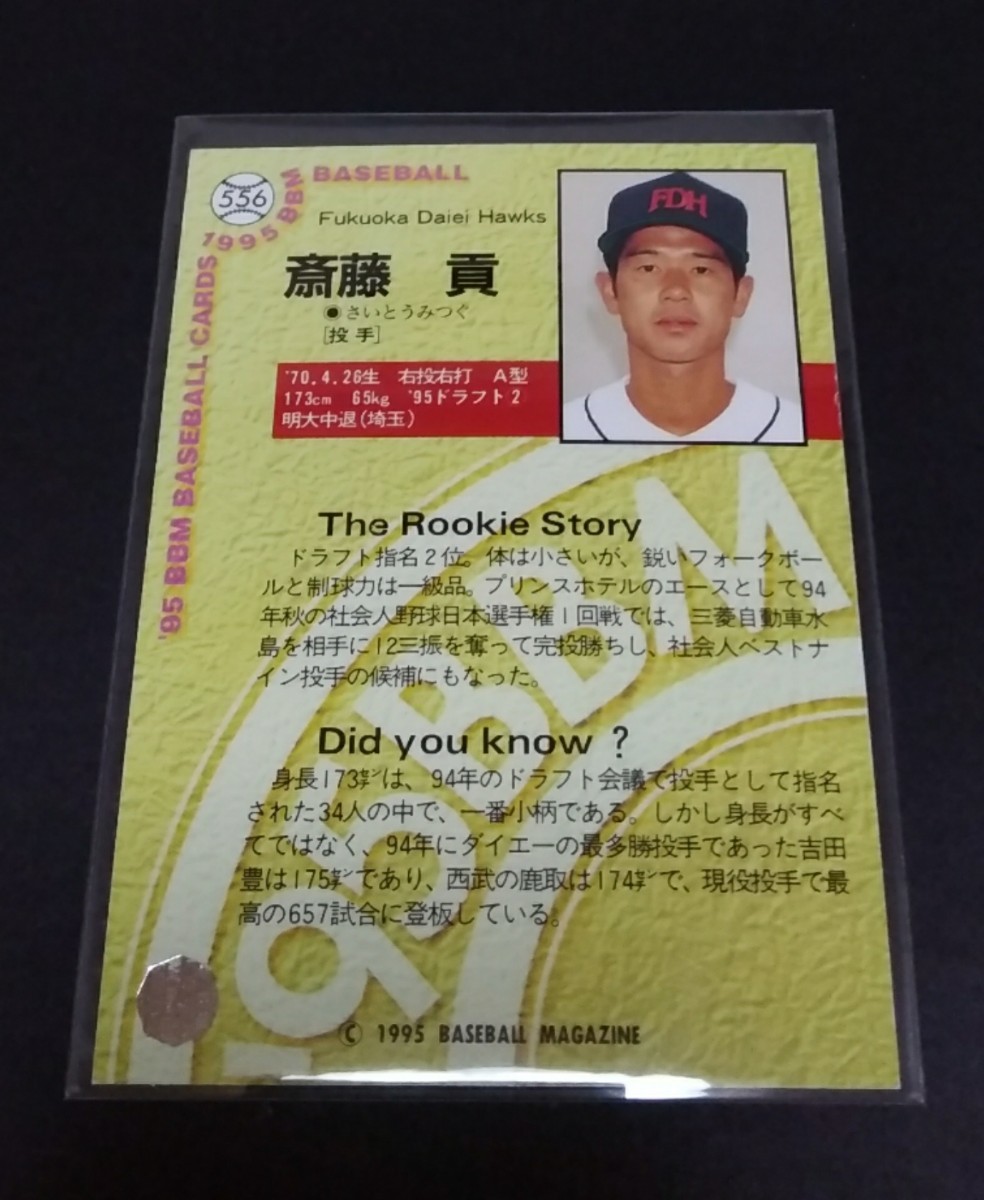 556
1995 BBM BASEBALL
'95 BBM BASEBALL CARDS
Fukuoka Daiei Hawks
FDH
斎藤 貢
●さいとうみつぐ
[投手]
'70.4.26生 右投右打 A型
173cm 65kg '95ドラフト2
明大中退(埼玉)
The Rookie Story
ドラフト指名2位。体は小さいが、鋭いフォークボー
ルと制球力は一級品。プリンスホテルのエースとして94
年秋の社会人野球日本選手権1回戦では、三菱自動車水
島を相手に12三振を奪って完投勝ちし、社会人ベストナ
イン投手の候補にもなった。
Did you know ?
身長173㌢は、94年のドラフト会議で投手として指名
された34人の中で、一番小柄である。しかし身長がすべ
てではなく、94年にダイエーの最多勝投手であった吉田
豊は175㌢であり、西武の鹿取は174㌢で、現役投手で最
高の657試合に登板している。
'95 BBM
© 1995 BASEBALL MAGAZINE